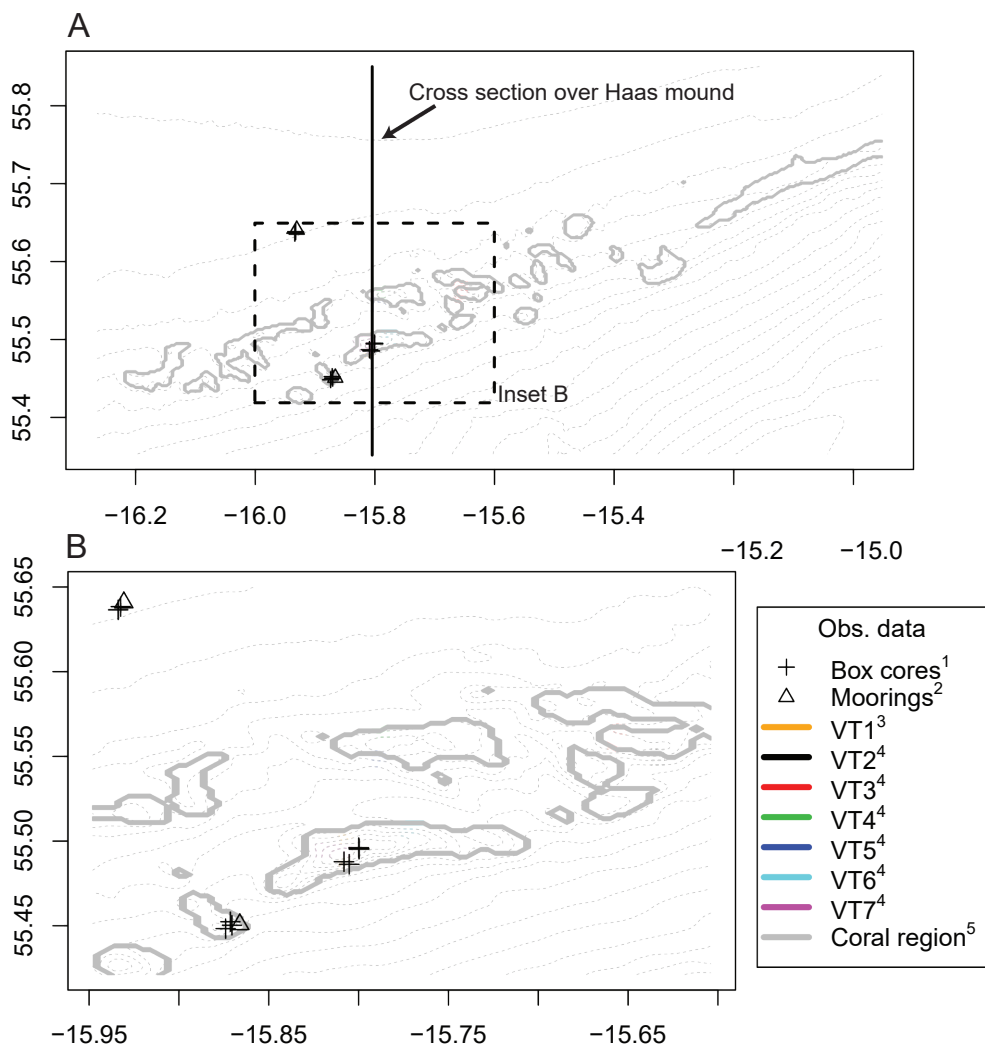 A
Cross section over Haas mound
55.8
55.7
55.6
55.5
55.4
Inset B
−16.2 −16.0 −15.8 −15.6 −15.4
−15.2 −15.0
B
55.65
55.60
55.55
55.50
55.45
−15.95 −15.85 −15.75 −15.65
Obs. data
Box cores¹
Moorings²
VT1³
VT2⁴
VT3⁴
VT4⁴
VT5⁴
VT6⁴
VT7⁴
Coral region⁵